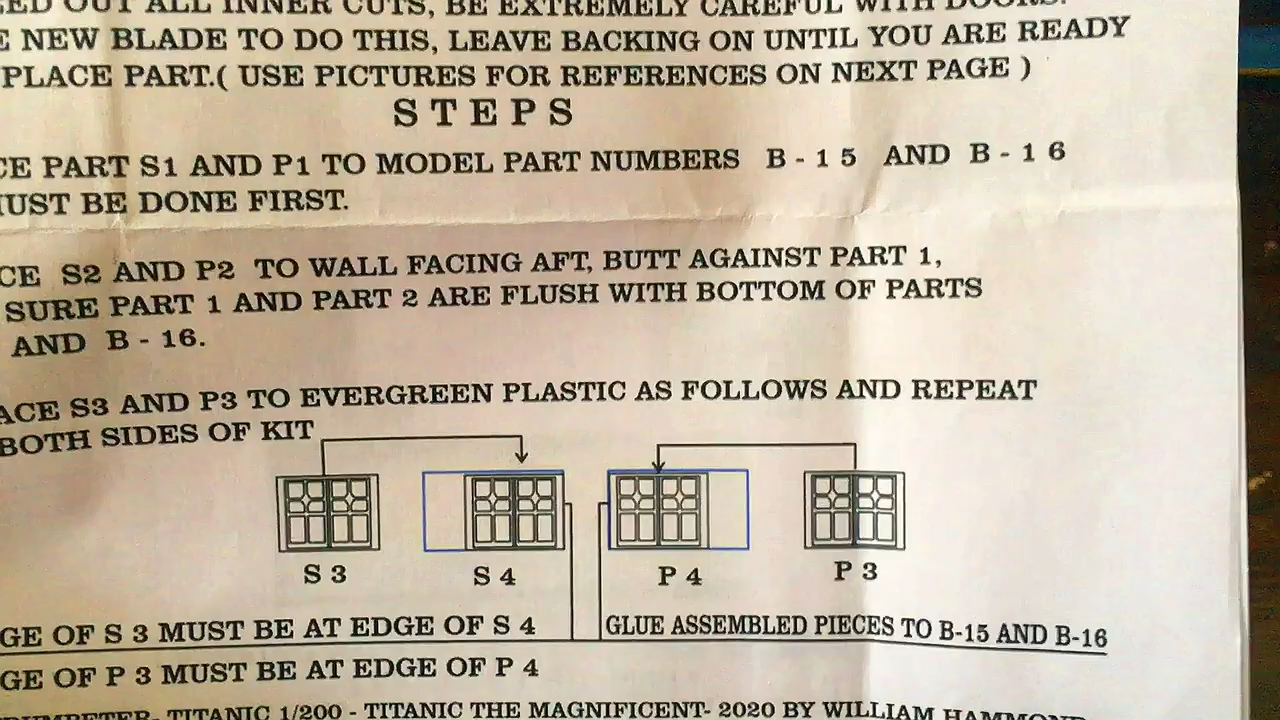 OUT ALL INNER CUTS, BE EXTREMELY CAREFUL WITH DOORS.
NEW BLADE TO DO THIS, LEAVE BACKING ON UNTIL YOU ARE READY
PLACE PART.( USE PICTURES FOR REFERENCES ON NEXT PAGE )
STEPS
CE PART S1 AND P1 TO MODEL PART NUMBERS B - 1 5 AND B - 1 6
UST BE DONE FIRST.
CE S2 AND P2 TO WALL FACING AFT, BUTT AGAINST PART 1,
SURE PART 1 AND PART 2 ARE FLUSH WITH BOTTOM OF PARTS
AND B - 16.
ACE S3 AND P3 TO EVERGREEN PLASTIC AS FOLLOWS AND REPEAT
BOTH SIDES OF KIT
S 3 S 4 P 4 P 3
GE OF S 3 MUST BE AT EDGE OF S 4 GLUE ASSEMBLED PIECES TO B-15 AND B-16
GE OF P 3 MUST BE AT EDGE OF P 4
TITANIC 1/200 - TITANIC THE MAGNIFICENT- 2020 BY WILLIAM HAMMOND